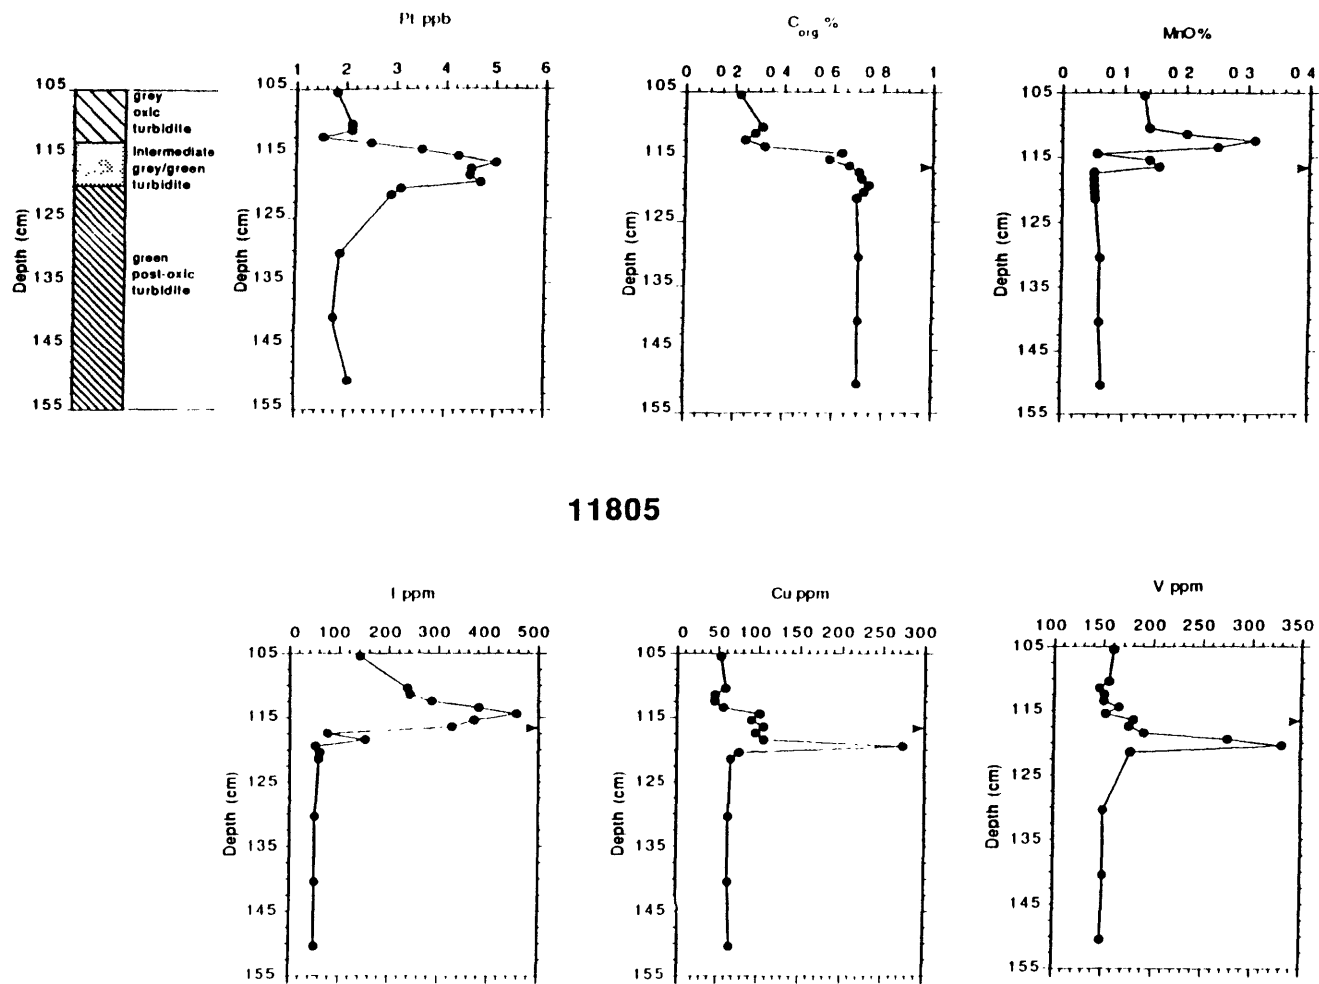 Pt ppb
C org %
MnO%
1 2 3 4 5 6
0 0 2 0 4 0 6 0 8 1
0 0 1 0 2 0 3 0 4
105
115
125
135
145
155
Depth (cm)
grey
oxic
turbidite
Intermediate
grey/green
turbidite
green
post-oxic
turbidite
105
115
125
135
145
155
Depth (cm)
105
115
125
135
145
155
Depth (cm)
105
115
125
135
145
155
Depth (cm)
11805
I ppm
Cu ppm
V ppm
0 100 200 300 400 500
0 50 100 150 200 250 300
100 150 200 250 300 350
105
115
125
135
145
155
Depth (cm)
105
115
125
135
145
155
Depth (cm)
105
115
125
135
145
155
Depth (cm)